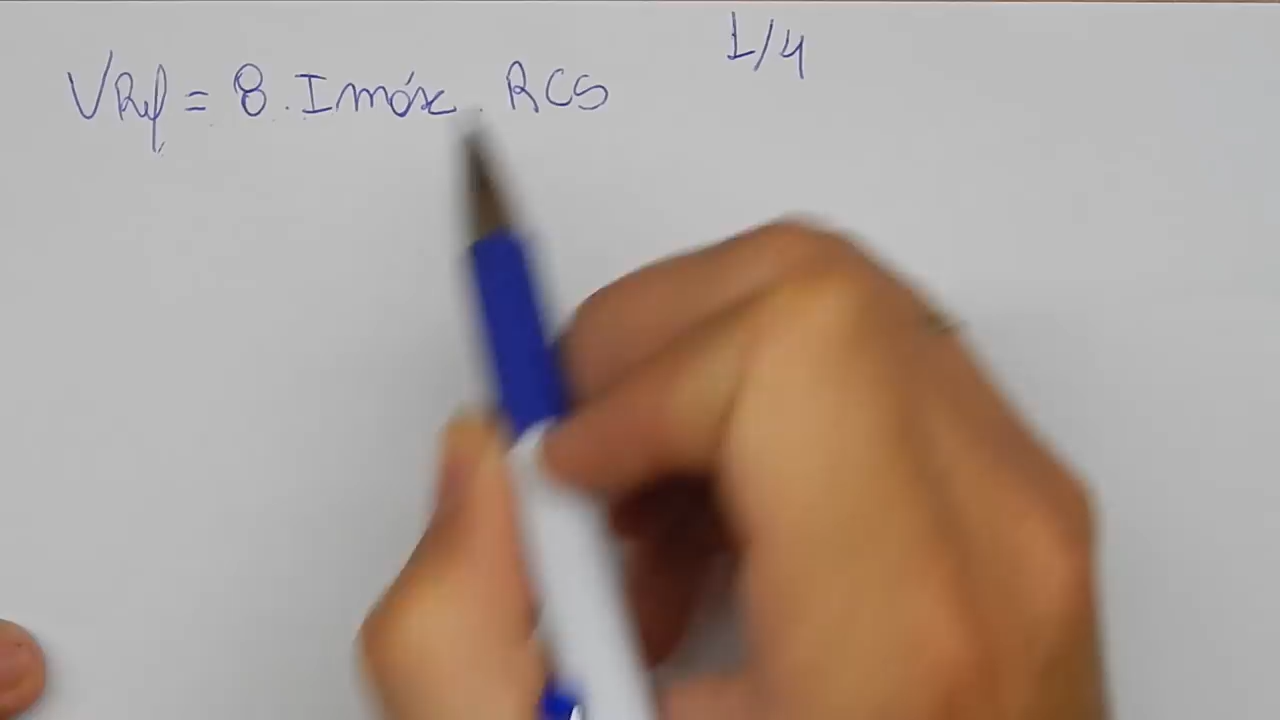 1/4
VRef = 8 . Imáx . RCS